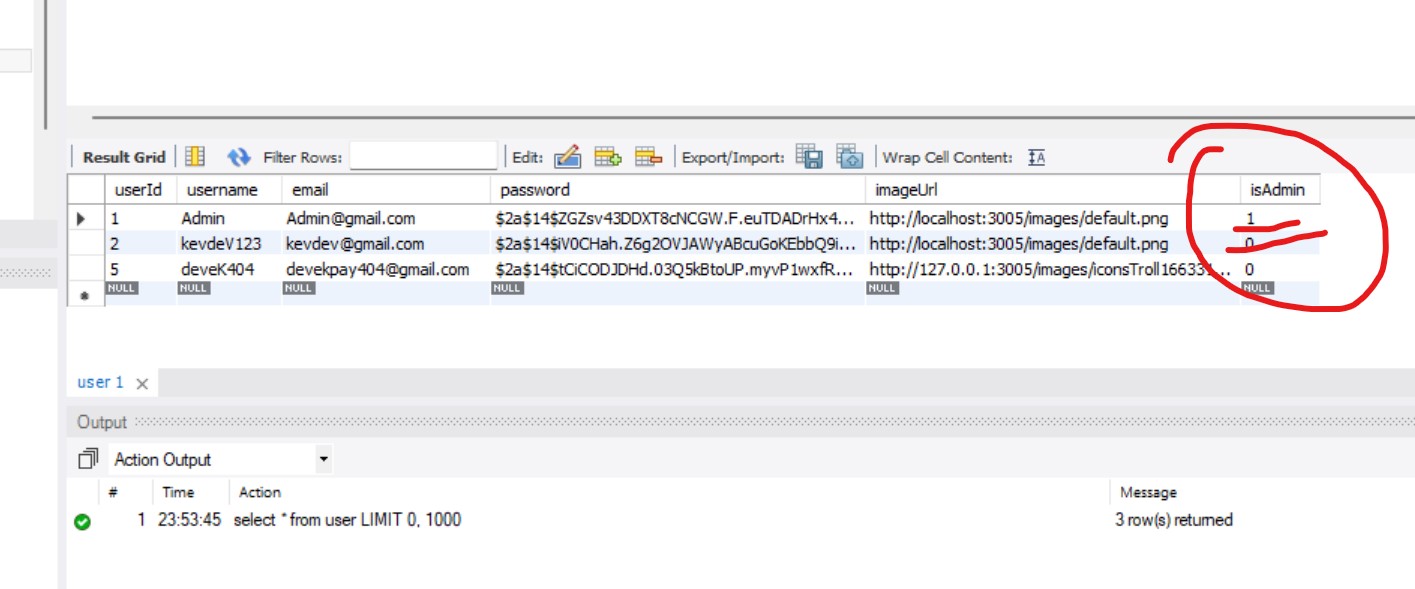 Result Grid Filter Rows: Edit: Export/Import: Wrap Cell Content:
userId username email password imageUrl isAdmin
1 Admin Admin@gmail.com $2a$14$ZGZsv43DDXT8cNCGW.F.euTDADrHx4... http://localhost:3005/images/default.png 1
2 kevdeV123 kevdev@gmail.com $2a$14$iV0CHah.Z6g2OVJAWyABcuGoKEbbQ9i... http://localhost:3005/images/default.png 0
5 deveK404 devekpay404@gmail.com $2a$14$tCiCODJDHd.03Q5kBtoUP.myvP1wxfR... http://127.0.0.1:3005/images/iconsTroll166331... 0
NULL NULL NULL NULL NULL NULL
user 1
Output
Action Output
# Time Action Message
1 23:53:45 select * from user LIMIT 0, 1000 3 row(s) returned